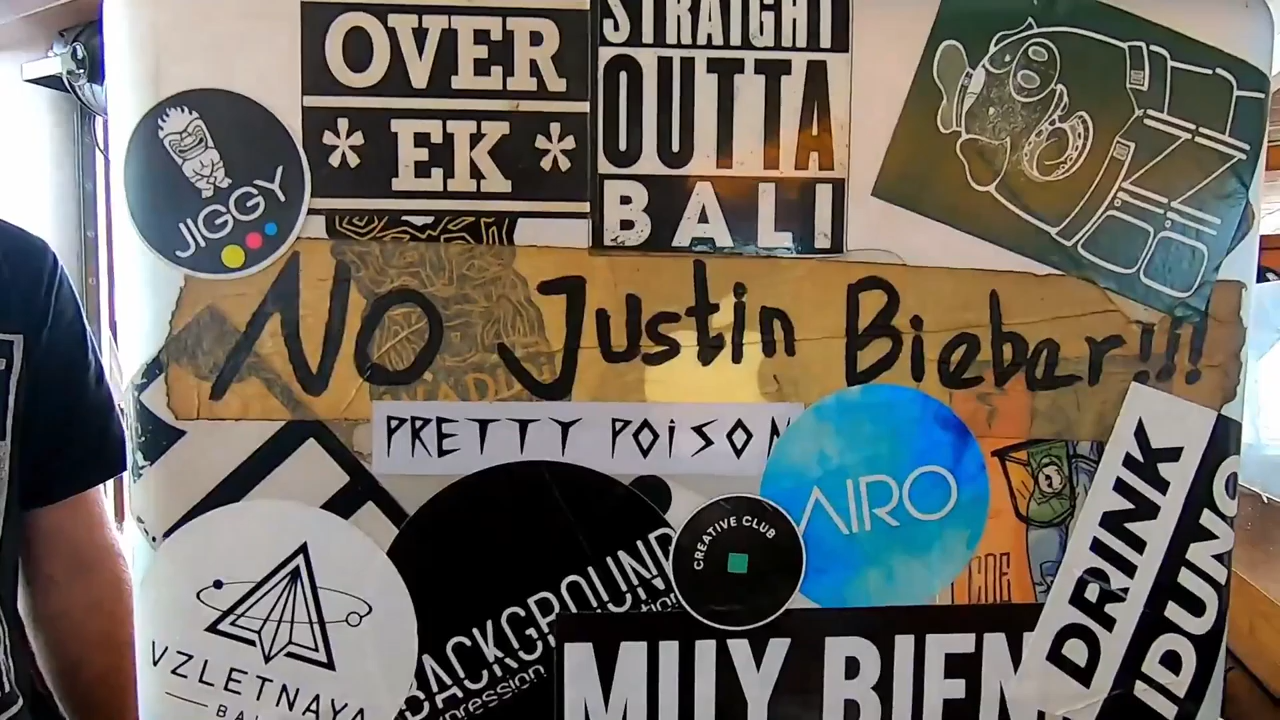 OVER
* EK *
STRAIGHT
OUTTA
BALI
JIGGY
No Justin Bieber!!!
PRETTY POISON
AIRO
CREATIVE CLUB
BACKGROUND
VZLETNAYA
MUY BIEN
DRINK
IDUNG